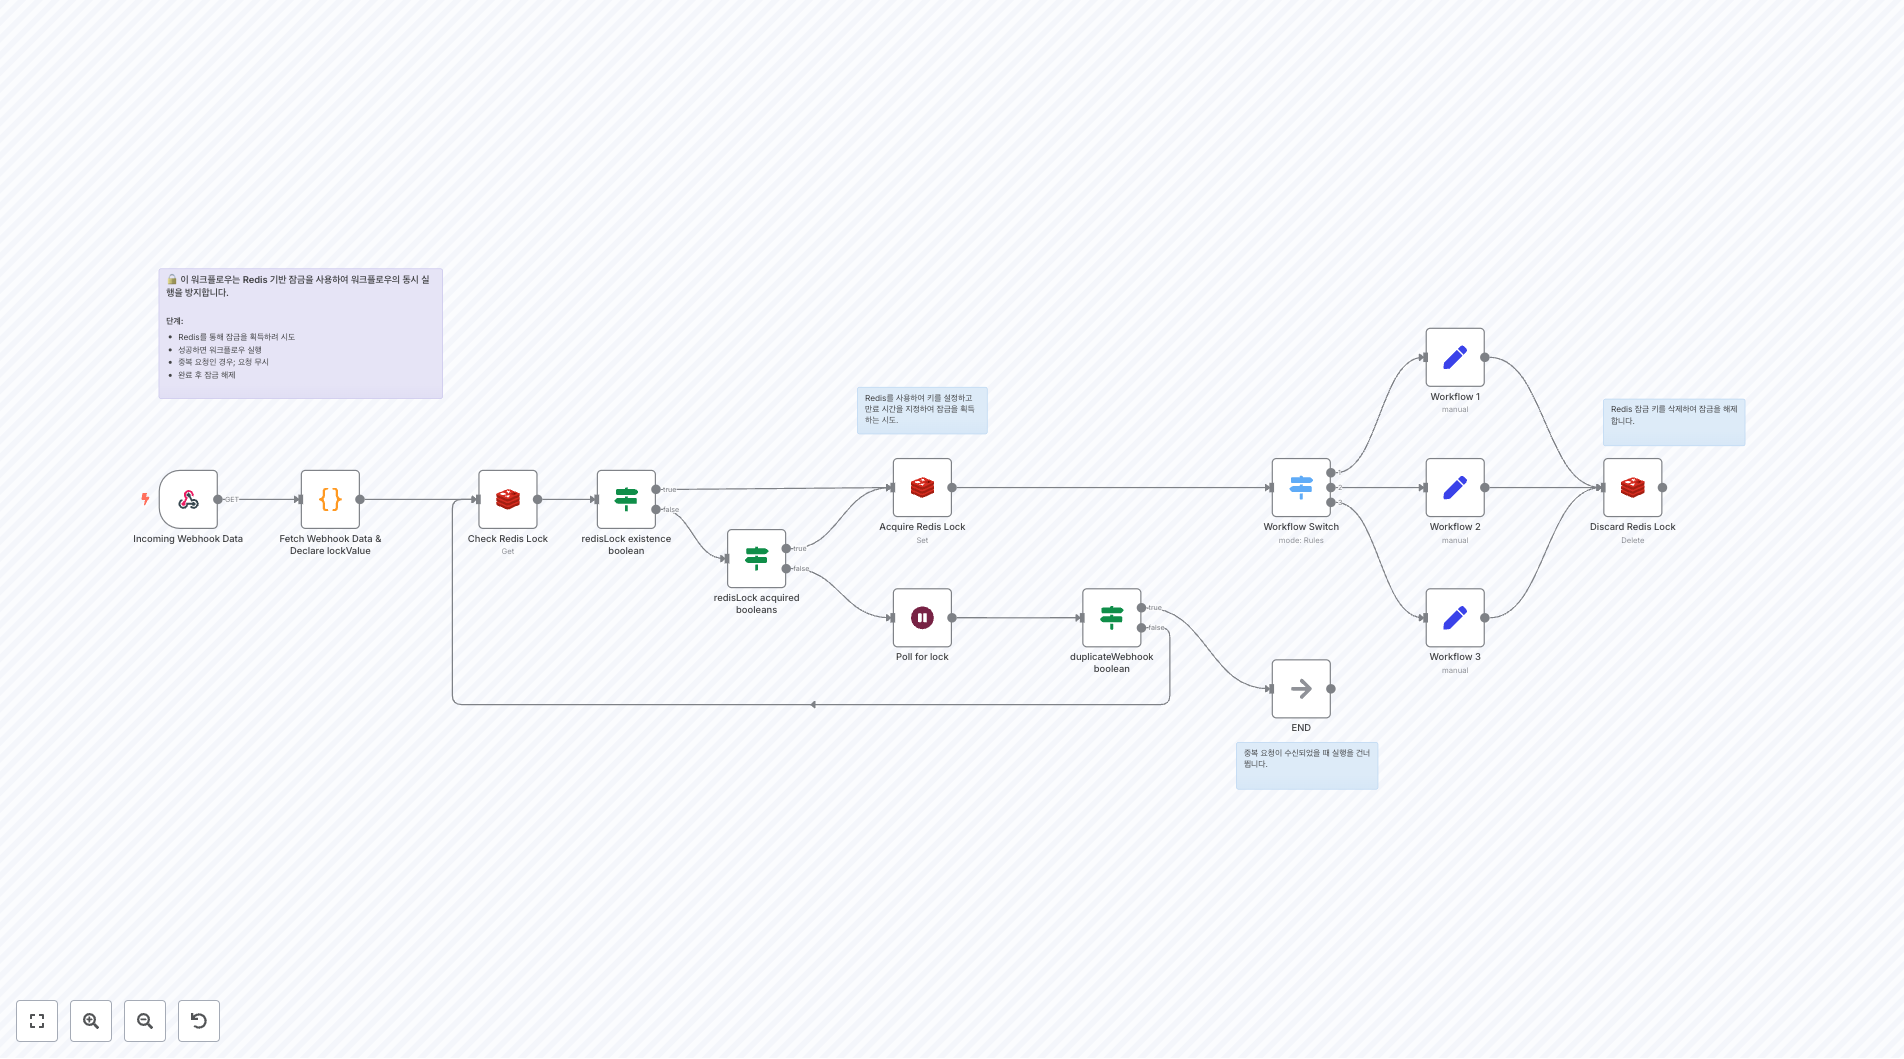 🔒 이 워크플로우는 Redis 기반 잠금을 사용하여 워크플로우의 동시 실
행을 방지합니다.
단계:
• Redis를 통해 잠금을 획득하려 시도
• 성공하면 워크플로우 실행
• 중복 요청인 경우; 요청 무시
• 완료 후 잠금 해제
Redis를 사용하여 키를 설정하고
만료 시간을 지정하여 잠금을 획득
하는 시도.
Redis 잠금 키를 삭제하여 잠금을 해제
합니다.
GET
Incoming Webhook Data
Fetch Webhook Data &
Declare lockValue
Check Redis Lock
Get
true
false
redisLock existence
boolean
true
false
redisLock acquired
booleans
Acquire Redis Lock
Set
Poll for lock
true
false
duplicateWebhook
boolean
1
2
3
Workflow Switch
mode: Rules
Workflow 1
manual
Workflow 2
manual
Workflow 3
manual
Discard Redis Lock
Delete
END
중복 요청이 수신되었을 때 실행을 건너
뜁니다.